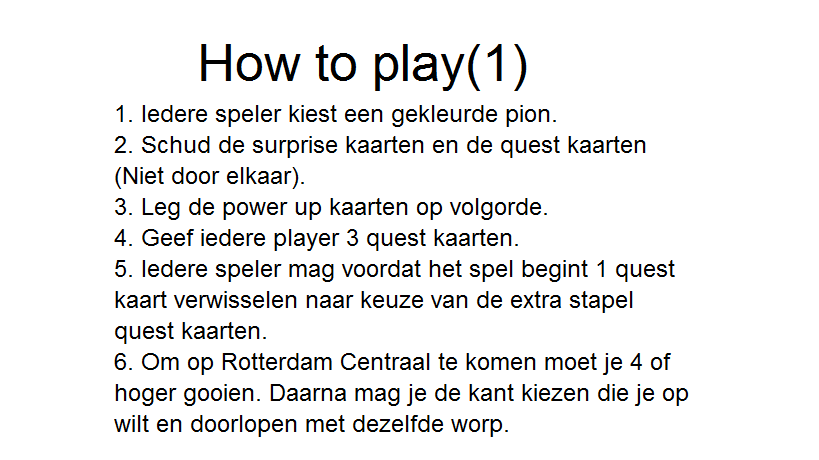 How to play(1)
1. Iedere speler kiest een gekleurde pion.
2. Schud de surprise kaarten en de quest kaarten
(Niet door elkaar).
3. Leg de power up kaarten op volgorde.
4. Geef iedere player 3 quest kaarten.
5. Iedere speler mag voordat het spel begint 1 quest
kaart verwisselen naar keuze van de extra stapel
quest kaarten.
6. Om op Rotterdam Centraal te komen moet je 4 of
hoger gooien. Daarna mag je de kant kiezen die je op
wilt en doorlopen met dezelfde worp.